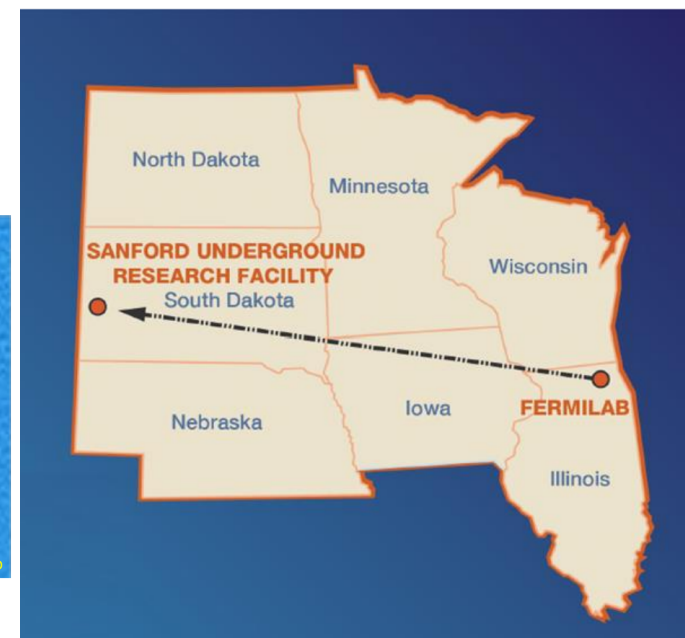 North Dakota
Minnesota
SANFORD UNDERGROUND
RESEARCH FACILITY
Wisconsin
South Dakota
Nebraska
Iowa
FERMILAB
Illinois